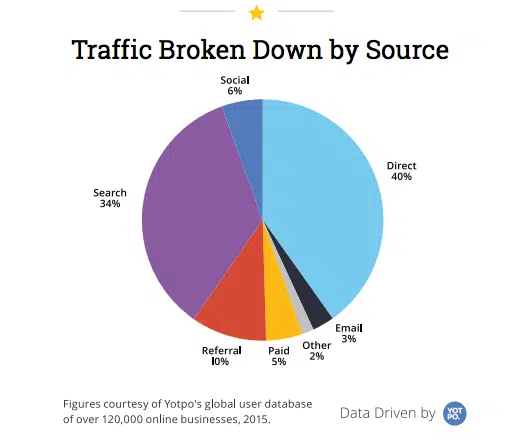 Traffic Broken Down by Source
Social
6%
Direct
40%
Search
34%
Email
3%
Other
2%
Paid
5%
Referral
10%
Figures courtesy of Yotpo's global user database
of over 120,000 online businesses, 2015.
Data Driven by
YOT
PO.